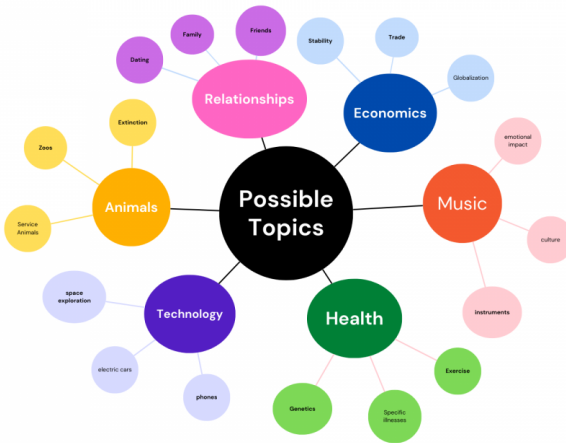 Friends
Family
Dating
Relationships
Stability
Trade
Globalization
Economics
Extinction
Zoos
Service
Animals
Animals
Possible
Topics
Music
emotional
impact
culture
instruments
Technology
space
exploration
electric cars
phones
Health
Exercise
Specific
illnesses
Genetics